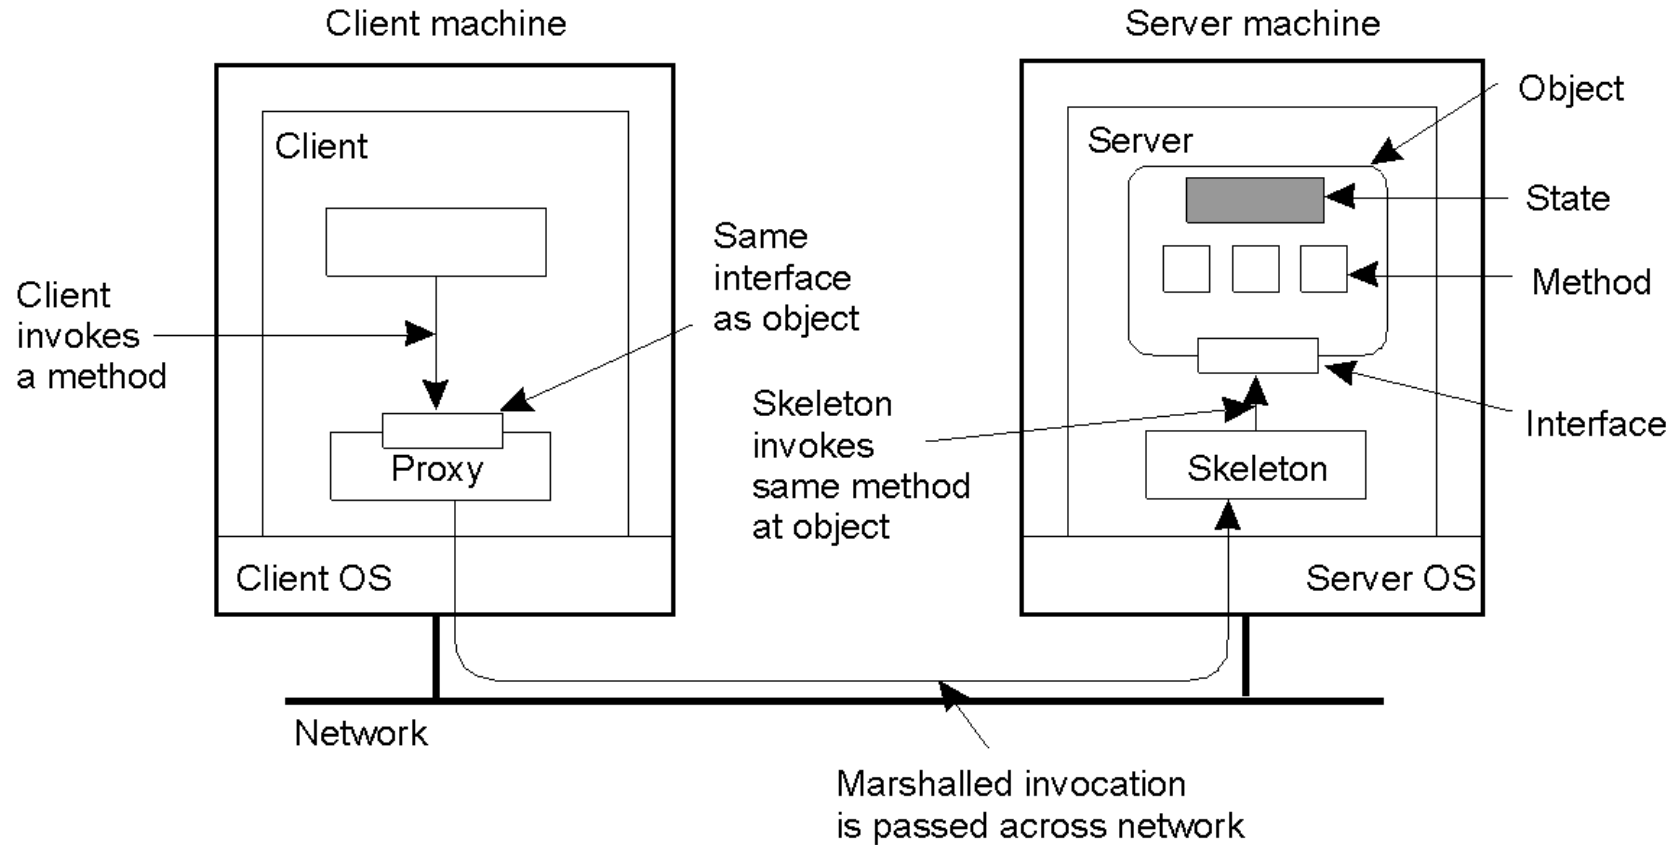 Client machine
Server machine
Client
Server
Object
State
Method
Interface
Same
interface
as object
Client
invokes
a method
Skeleton
invokes
same method
at object
Proxy
Skeleton
Client OS
Server OS
Network
Marshalled invocation
is passed across network